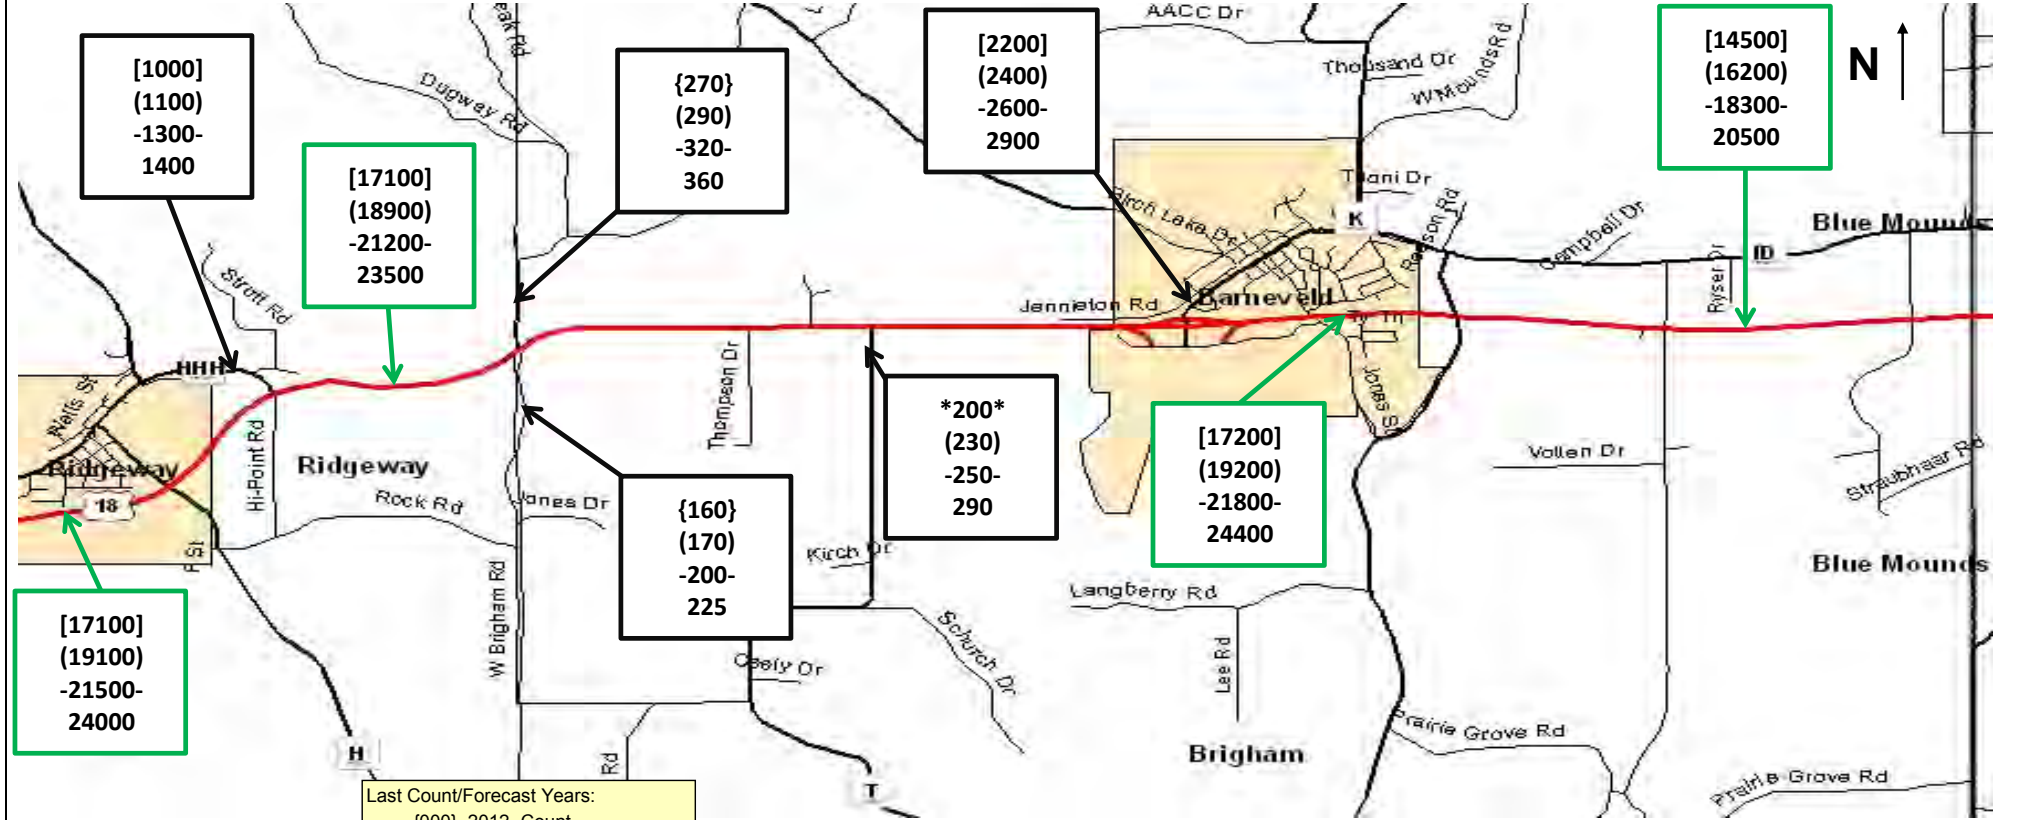 [1000]
(1100)
-1300-
1400
[17100]
(18900)
-21200-
23500
{270}
(290)
-320-
360
[2200]
(2400)
-2600-
2900
[14500]
(16200)
-18300-
20500
N
AACC Dr
Thousand Dr
W Mounds Rd
Dugway Rd
Tilani Dr
Birch Lake Dr
K
Campbell Dr
Blue Mounds
ID
Ryser Dr
Stratt Rd
Jennieton Rd
Barneveld
HHH
Thompson Dr
Jones St
*200*
(230)
-250-
290
[17200]
(19200)
-21800-
24400
Hi-Point Rd
Ridgeway
Ridgeway
18
Rock Rd
Jones Dr
Vollen Dr
Straubhaar Rd
{160}
(170)
-200-
225
Kirch Dr
Blue Mounds
W Brigham Rd
Langberry Rd
Lee Rd
Schurch Dr
[17100]
(19100)
-21500-
24000
Prairie Grove Rd
H
Rd
Brigham
T
Prairie Grove Rd
Last Count/Forecast Years: